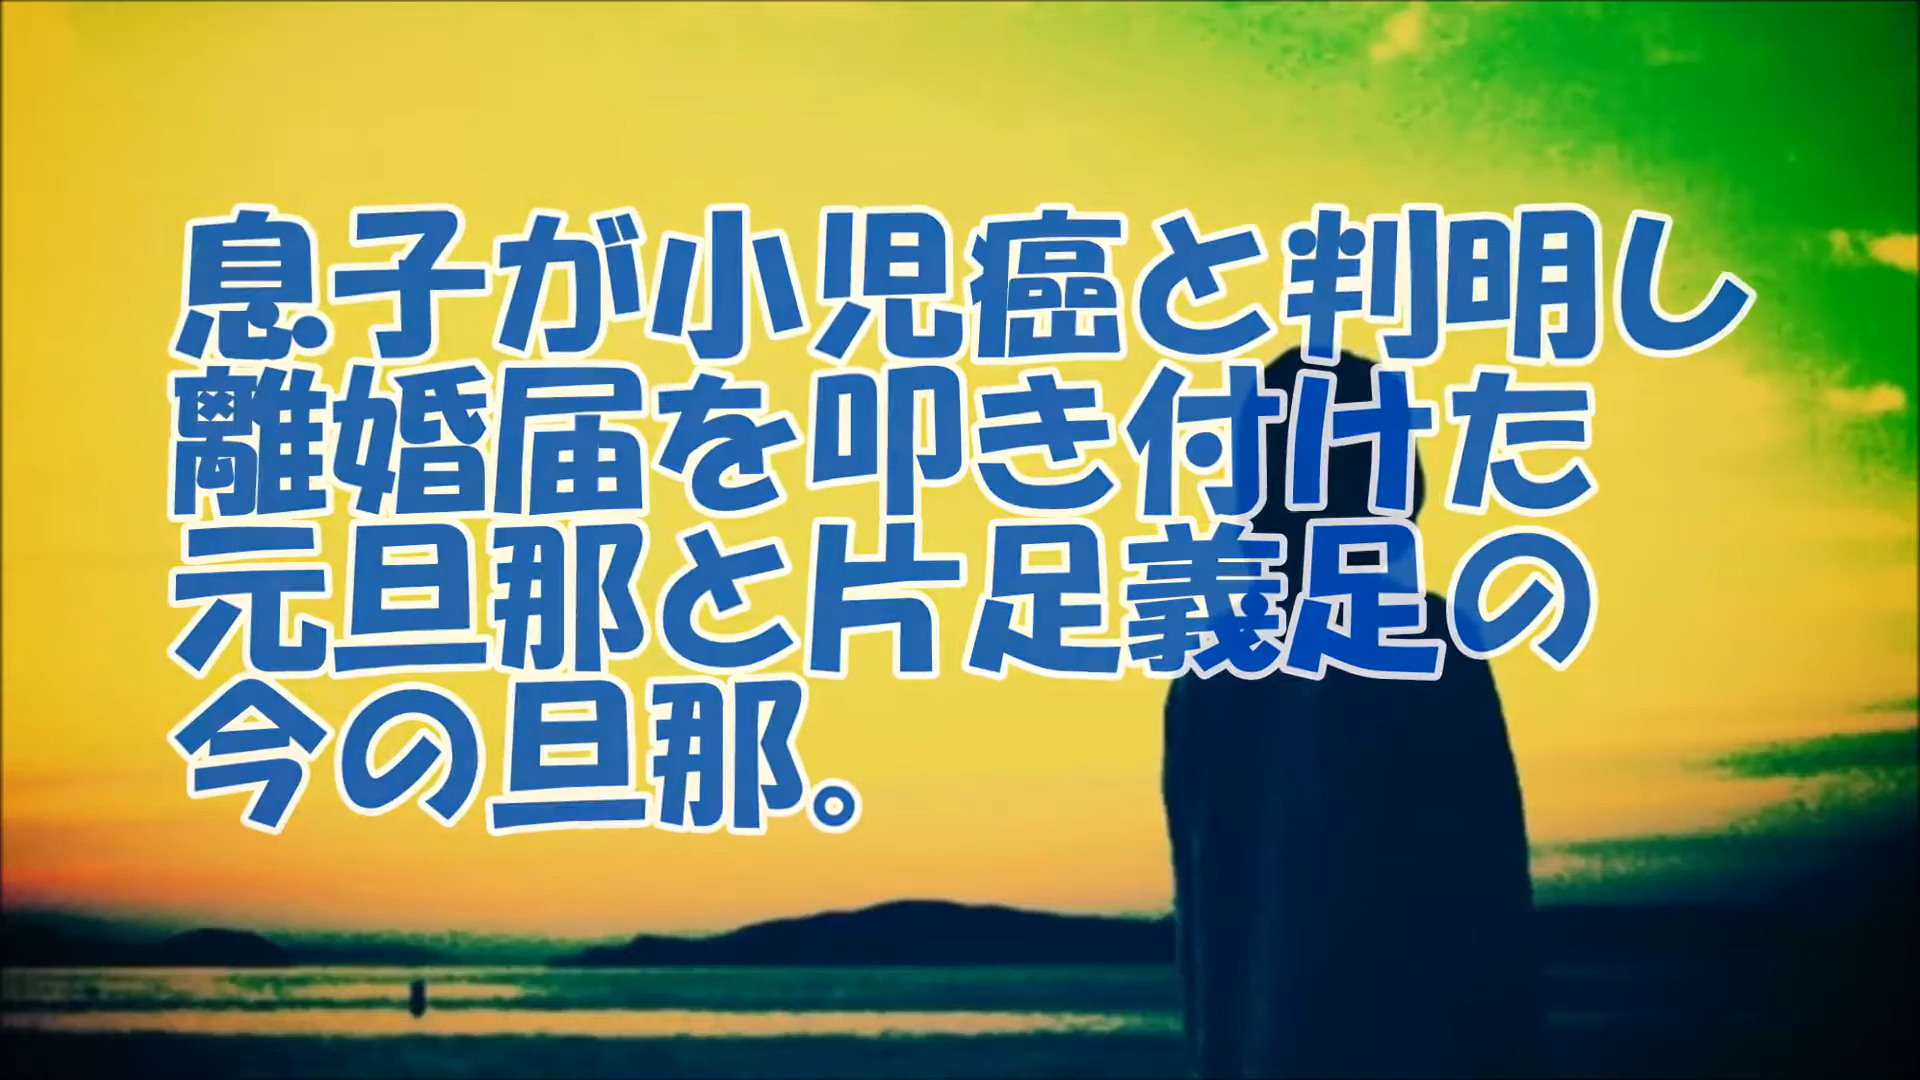 息子が小児癌と判明し
離婚届を叩き付けた
元旦那と片足義足の
今の旦那。